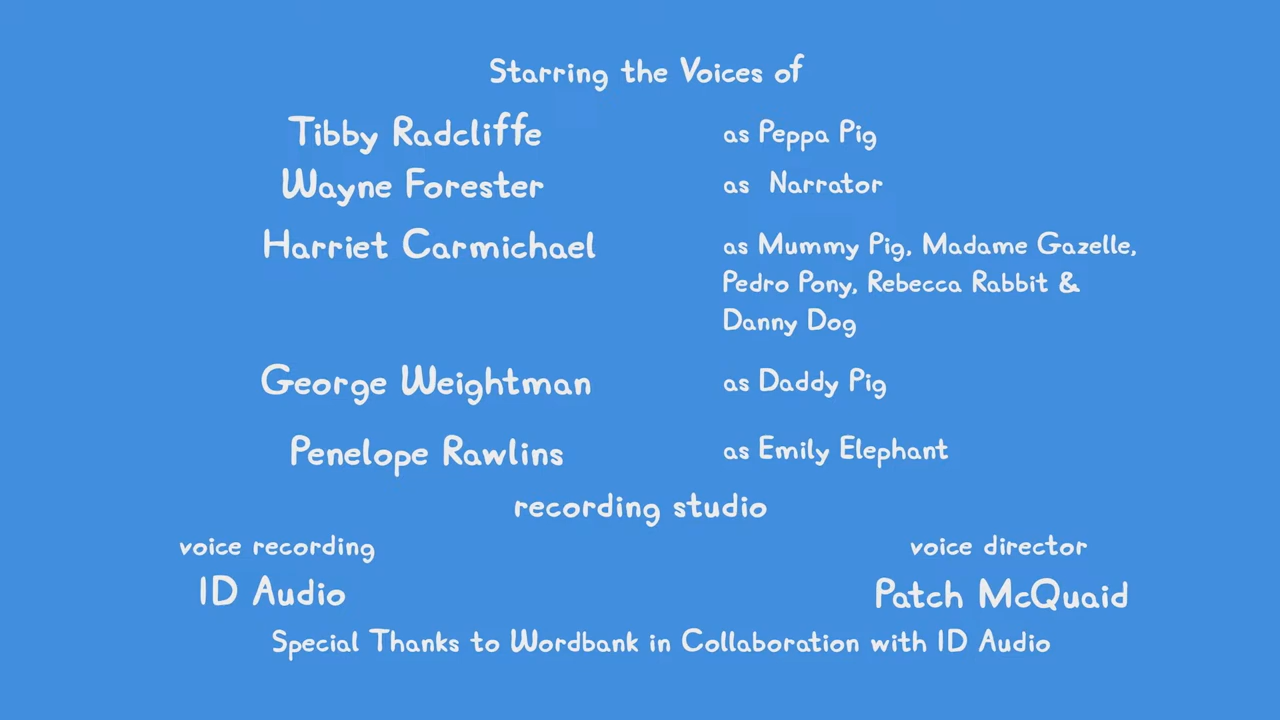 Starring the Voices of
Tibby Radcliffe as Peppa Pig
Wayne Forester as Narrator
Harriet Carmichael as Mummy Pig, Madame Gazelle,
Pedro Pony, Rebecca Rabbit &
Danny Dog
George Weightman as Daddy Pig
Penelope Rawlins as Emily Elephant
recording studio
voice recording voice director
ID Audio Patch McQuaid
Special Thanks to Wordbank in Collaboration with ID Audio